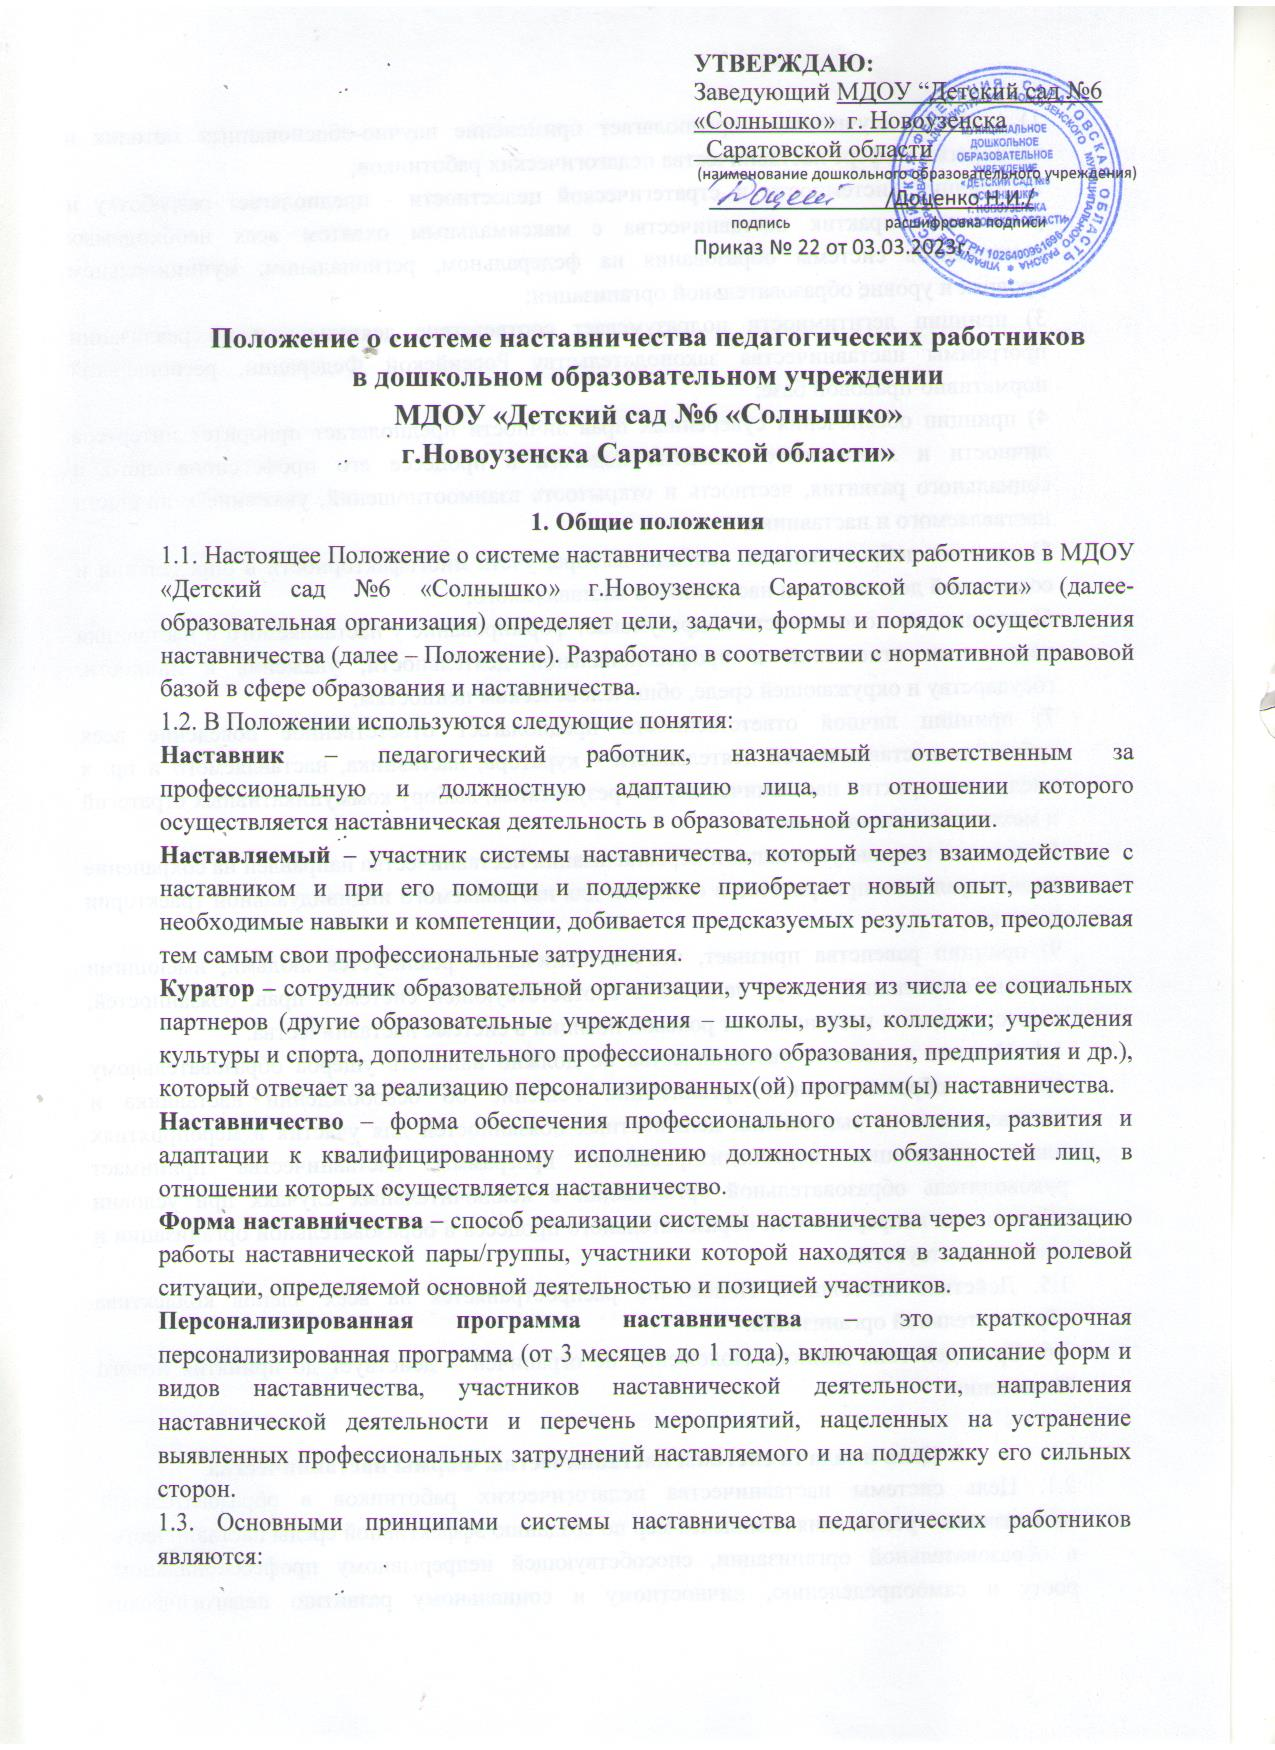 УТВЕРЖДАЮ:
Заведующий МДОУ “Детский сад №6
«Солнышко» г. Новоузенска
Саратовской области
(наименование дошкольного образовательного учреждения)
/Доценко Н.И./
подпись расшифровка подписи
Приказ № 22 от 03.03.2023г.
МУНИЦИПАЛЬНОЕ
ДОШКОЛЬНОЕ
ОБРАЗОВАТЕЛЬНОЕ
УЧРЕЖДЕНИЕ
«ДЕТСКИЙ САД №6
«СОЛНЫШКО»
г. НОВОУЗЕНСКА
САРАТОВСКОЙ ОБЛАСТИ»
ОГРН 1026400961696
Положение о системе наставничества педагогических работников
в дошкольном образовательном учреждении
МДОУ «Детский сад №6 «Солнышко»
г.Новоузенска Саратовской области»
1. Общие положения
1.1. Настоящее Положение о системе наставничества педагогических работников в МДОУ
«Детский сад №6 «Солнышко» г.Новоузенска Саратовской области» (далее-
образовательная организация) определяет цели, задачи, формы и порядок осуществления
наставничества (далее – Положение). Разработано в соответствии с нормативной правовой
базой в сфере образования и наставничества.
1.2. В Положении используются следующие понятия:
Наставник – педагогический работник, назначаемый ответственным за
профессиональную и должностную адаптацию лица, в отношении которого
осуществляется наставническая деятельность в образовательной организации.
Наставляемый – участник системы наставничества, который через взаимодействие с
наставником и при его помощи и поддержке приобретает новый опыт, развивает
необходимые навыки и компетенции, добивается предсказуемых результатов, преодолевая
тем самым свои профессиональные затруднения.
Куратор – сотрудник образовательной организации, учреждения из числа ее социальных
партнеров (другие образовательные учреждения – школы, вузы, колледжи; учреждения
культуры и спорта, дополнительного профессионального образования, предприятия и др.),
который отвечает за реализацию персонализированных(ой) программ(ы) наставничества.
Наставничество – форма обеспечения профессионального становления, развития и
адаптации к квалифицированному исполнению должностных обязанностей лиц, в
отношении которых осуществляется наставничество.
Форма наставничества – способ реализации системы наставничества через организацию
работы наставнической пары/группы, участники которой находятся в заданной ролевой
ситуации, определяемой основной деятельностью и позицией участников.
Персонализированная программа наставничества – это краткосрочная
персонализированная программа (от 3 месяцев до 1 года), включающая описание форм и
видов наставничества, участников наставнической деятельности, направления
наставнической деятельности и перечень мероприятий, нацеленных на устранение
выявленных профессиональных затруднений наставляемого и на поддержку его сильных
сторон.
1.3. Основными принципами системы наставничества педагогических работников
являются: